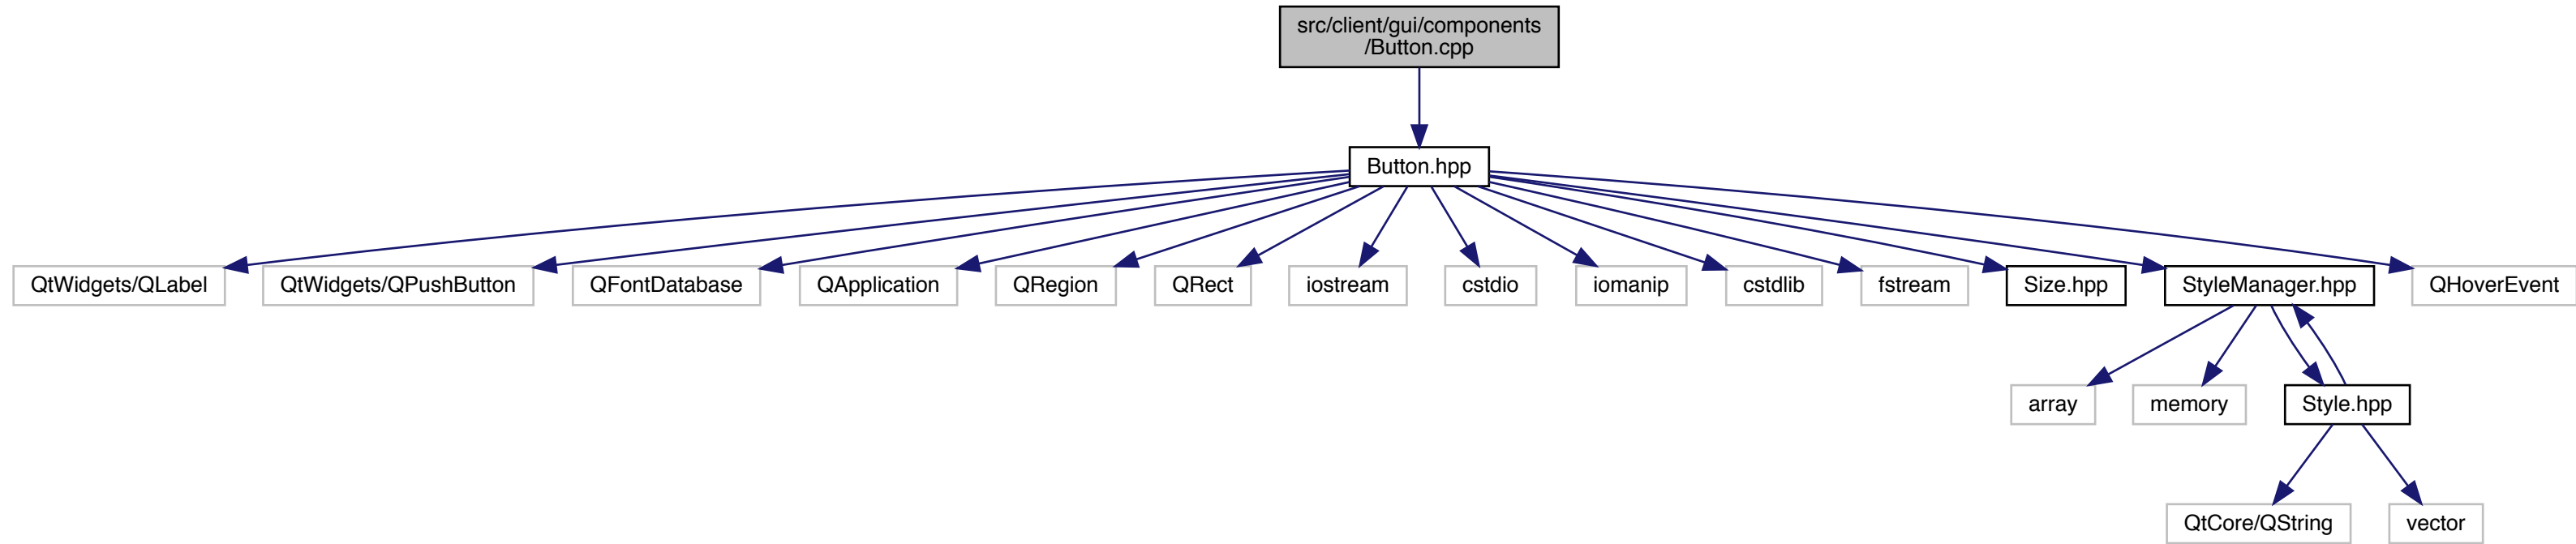 src/client/gui/components
/Button.cpp
Button.hpp
QtWidgets/QLabel
QtWidgets/QPushButton
QFontDatabase
QApplication
QRegion
QRect
iostream
cstdio
iomanip
cstdlib
fstream
Size.hpp
StyleManager.hpp
QHoverEvent
array
memory
Style.hpp
QtCore/QString
vector